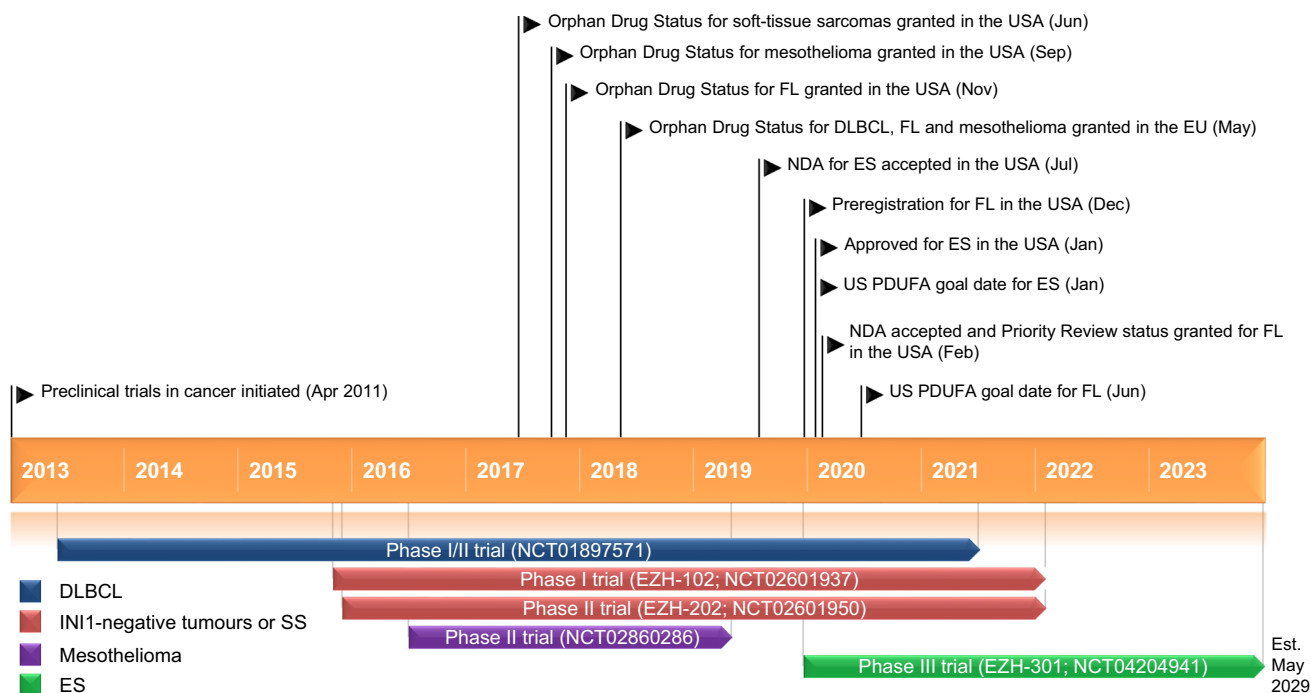 Orphan Drug Status for soft-tissue sarcomas granted in the USA (Jun)
Orphan Drug Status for mesothelioma granted in the USA (Sep)
Orphan Drug Status for FL granted in the USA (Nov)
Orphan Drug Status for DLBCL, FL and mesothelioma granted in the EU (May)
NDA for ES accepted in the USA (Jul)
Preregistration for FL in the USA (Dec)
Approved for ES in the USA (Jan)
US PDUFA goal date for ES (Jan)
NDA accepted and Priority Review status granted for FL
in the USA (Feb)
Preclinical trials in cancer initiated (Apr 2011)
US PDUFA goal date for FL (Jun)
2013 2014 2015 2016 2017 2018 2019 2020 2021 2022 2023
Phase I/II trial (NCT01897571)
Phase I trial (EZH-102; NCT02601937)
Phase II trial (EZH-202; NCT02601950)
Phase II trial (NCT02860286)
Phase III trial (EZH-301; NCT04204941)
Est.
May
2029
DLBCL
INI1-negative tumours or SS
Mesothelioma
ES